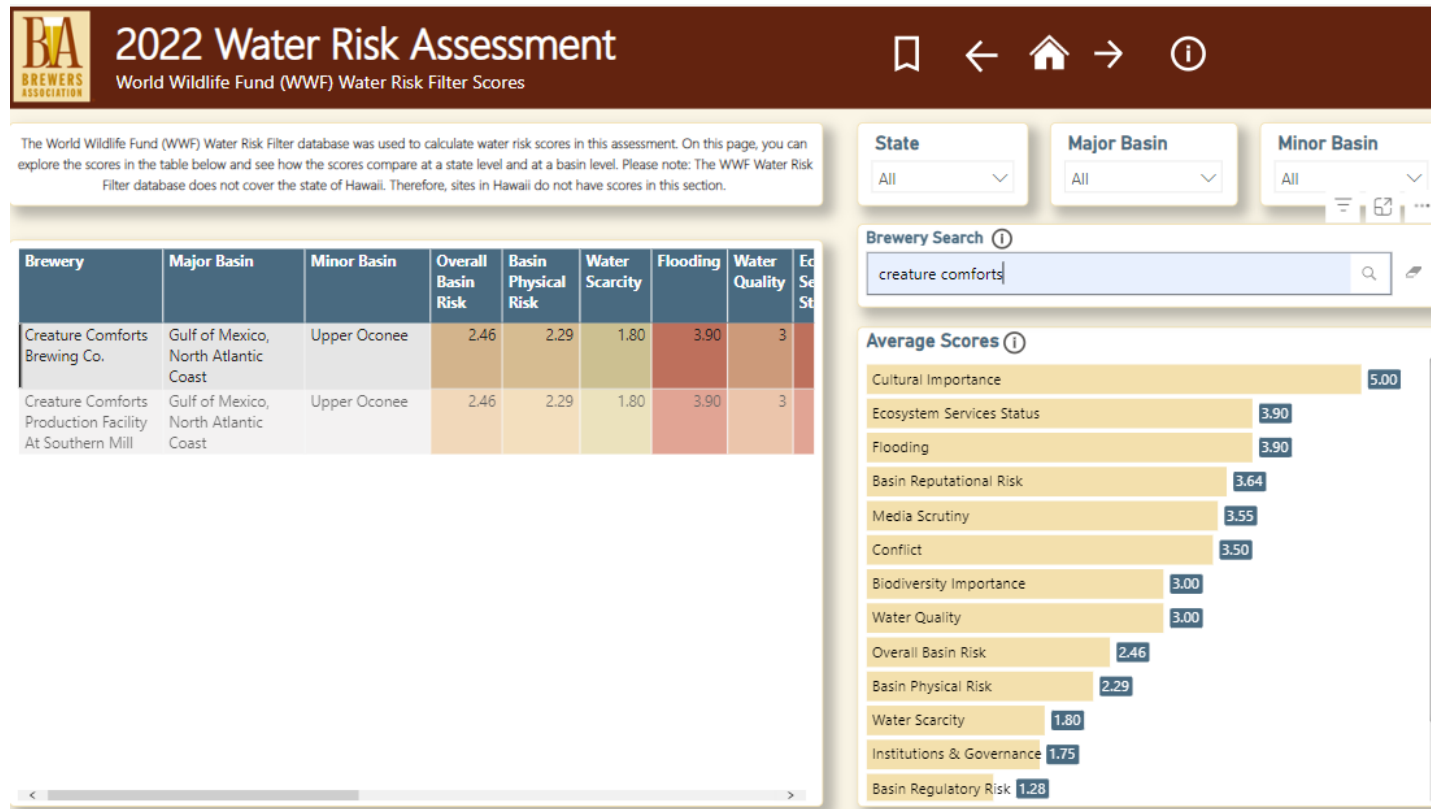 BA
BREWERS
ASSOCIATION
2022 Water Risk Assessment
World Wildlife Fund (WWF) Water Risk Filter Scores
The World Wildlife Fund (WWF) Water Risk Filter database was used to calculate water risk scores in this assessment. On this page, you can
explore the scores in the table below and see how the scores compare at a state level and at a basin level. Please note: The WWF Water Risk
Filter database does not cover the state of Hawaii. Therefore, sites in Hawaii do not have scores in this section.
State
All
Major Basin
All
Minor Basin
All
Brewery Search
creature comforts
Brewery Major Basin Minor Basin Overall Basin Water Flooding Water Ec
Basin Physical Scarcity Quality Se
Risk Risk St
Creature Comforts Gulf of Mexico, Upper Oconee 2.46 2.29 1.80 3.90 3
Brewing Co. North Atlantic
Coast
Creature Comforts Gulf of Mexico, Upper Oconee 2.46 2.29 1.80 3.90 3
Production Facility North Atlantic
At Southern Mill Coast
Average Scores
Cultural Importance 5.00
Ecosystem Services Status 3.90
Flooding 3.90
Basin Reputational Risk 3.64
Media Scrutiny 3.55
Conflict 3.50
Biodiversity Importance 3.00
Water Quality 3.00
Overall Basin Risk 2.46
Basin Physical Risk 2.29
Water Scarcity 1.80
Institutions & Governance 1.75
Basin Regulatory Risk 1.28